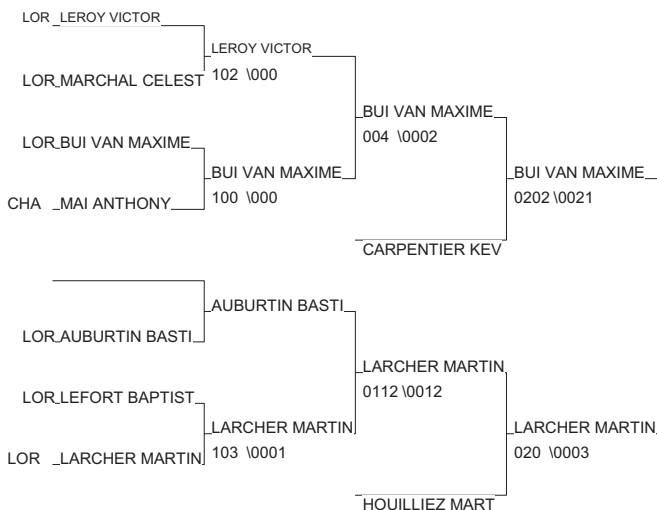 LOR LEROY VICTOR
LEROY VICTOR
LOR MARCHAL CELEST
102 \000
BUI VAN MAXIME
004 \0002
LOR BUI VAN MAXIME
BUI VAN MAXIME
BUI VAN MAXIME
100 \000
0202 \0021
CHA MAI ANTHONY
CARPENTIER KEV
AUBURTIN BASTI
LOR AUBURTIN BASTI
LARCHER MARTIN
0112 \0012
LOR LEFORT BAPTIST
LARCHER MARTIN
LARCHER MARTIN
103 \0001
020 \0003
LOR LARCHER MARTIN
HOUILLIEZ MART